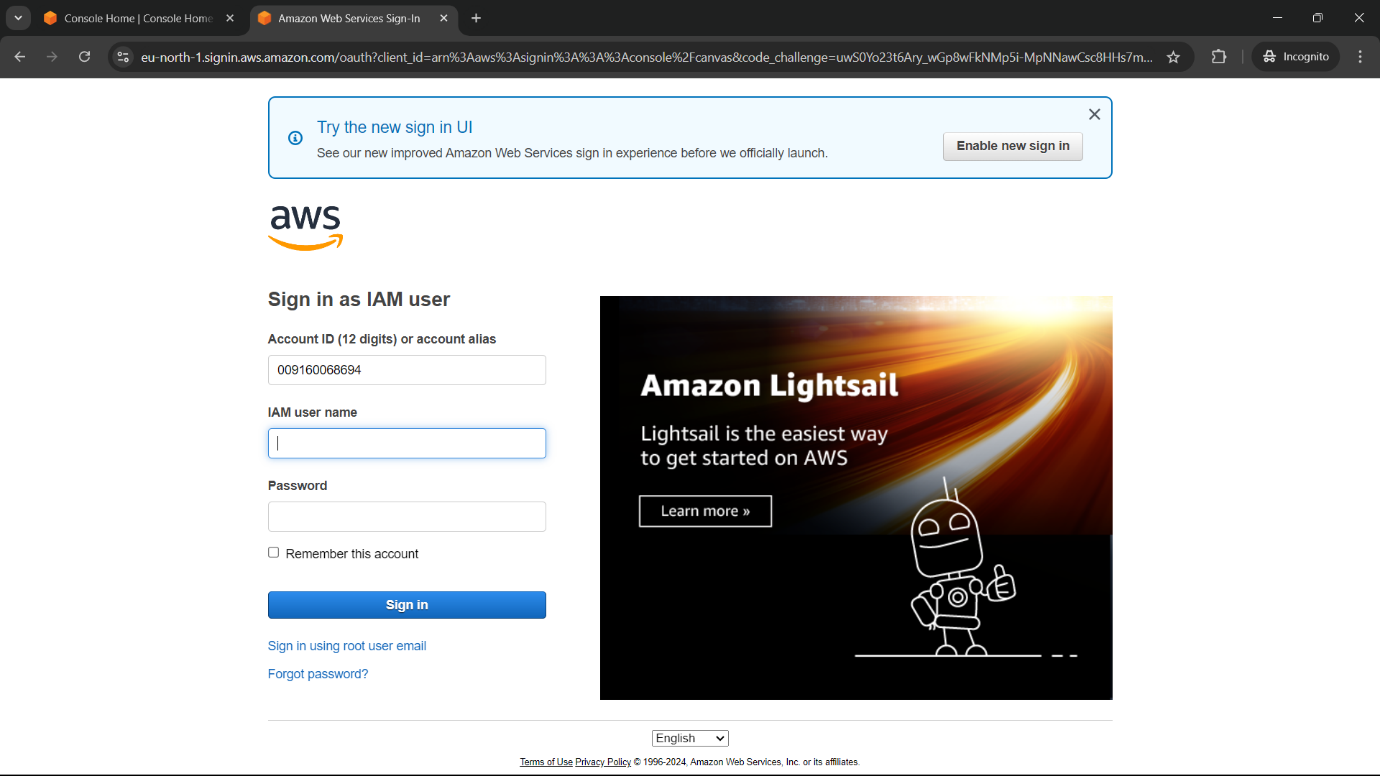 Console Home | Console Home
Amazon Web Services Sign-In
eu-north-1.signin.aws.amazon.com/oauth?client_id=arn%3Aaws%3Asignin%3A%3A%3Aconsole%2Fcanvas&code_challenge=uwS0Yo23t6Ary_wGp8wFkNMp5i-MpNNawCsc8HHs7m...
Incognito
Try the new sign in UI
See our new improved Amazon Web Services sign in experience before we officially launch.
Enable new sign in
aws
Sign in as IAM user
Account ID (12 digits) or account alias
009160068694
IAM user name
Password
Remember this account
Sign in
Sign in using root user email
Forgot password?
Amazon Lightsail
Lightsail is the easiest way
to get started on AWS
Learn more »
English
Terms of Use Privacy Policy © 1996-2024, Amazon Web Services, Inc. or its affiliates.